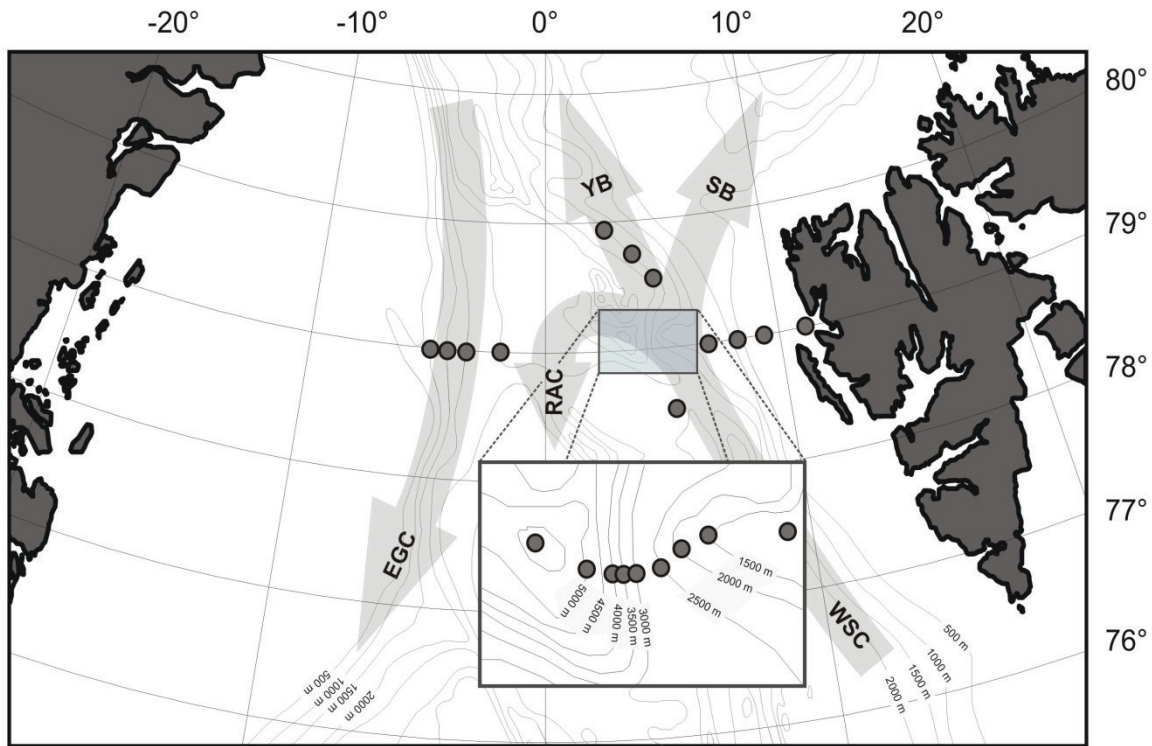 -20° -10° 0° 10° 20°
80°
YB
SB
79°
78°
RAC
77°
EGC
1500 m
2000 m
2500 m
5000 m
4500 m
4000 m
3500 m
3000 m
WSC
76°
500 m
1000 m
1500 m
2000 m
500 m
1000 m
1500 m
2000 m